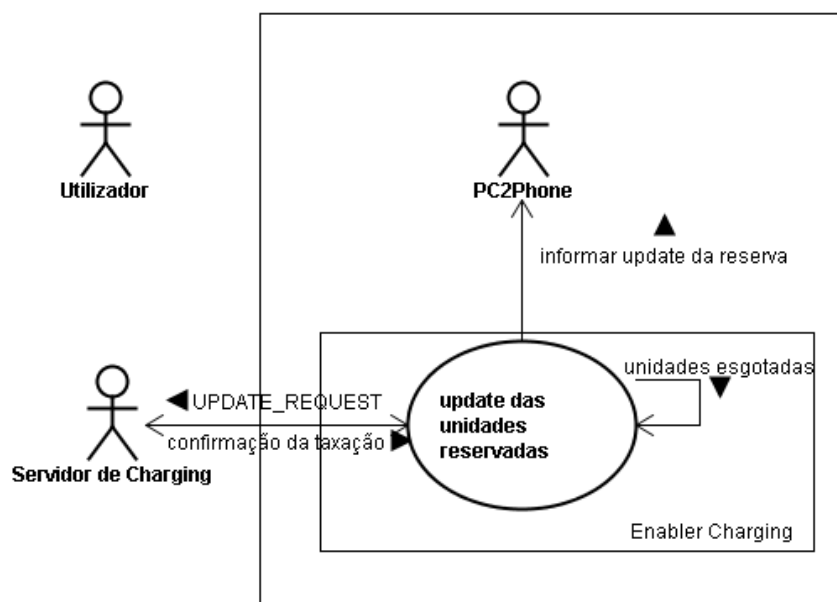 Utilizador
PC2Phone
informar update da reserva
unidades esgotadas
UPDATE_REQUEST
confirmação da taxação
update das
unidades
reservadas
Servidor de Charging
Enabler Charging